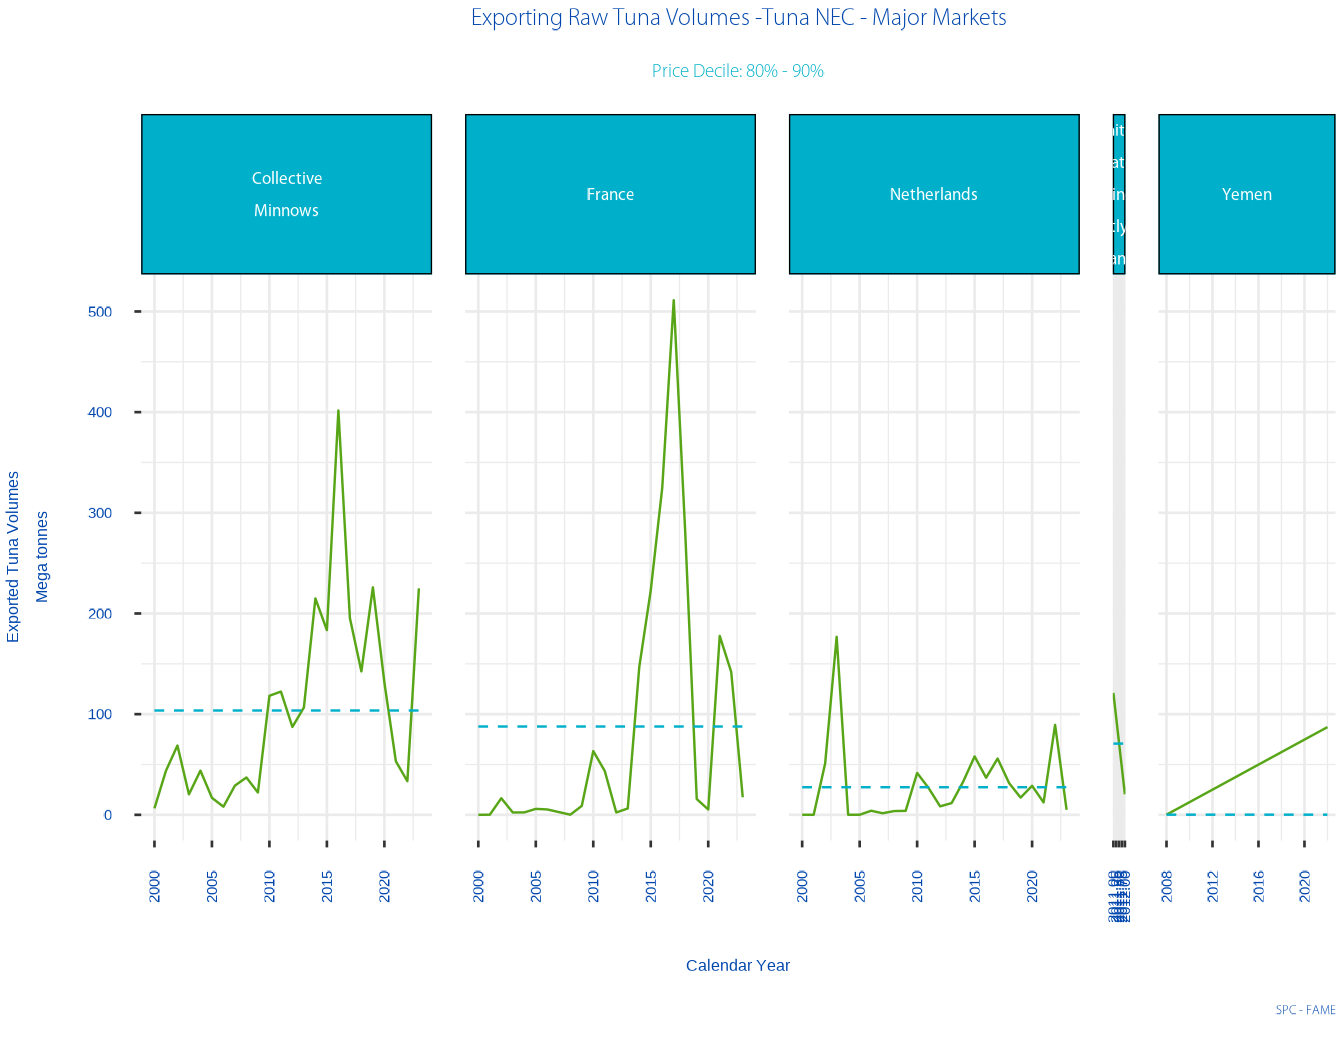 Exporting Raw Tuna Volumes -Tuna NEC - Major Markets
Price Decile: 80% - 90%
Collective
Minnows
France
Netherlands
Yemen
Exported Tuna Volumes
Mega tonnes
500
400
300
200
100
0
2000
2005
2010
2015
2020
2000
2005
2010
2015
2020
2000
2005
2010
2015
2020
2008
2012
2016
2020
Calendar Year
SPC - FAME